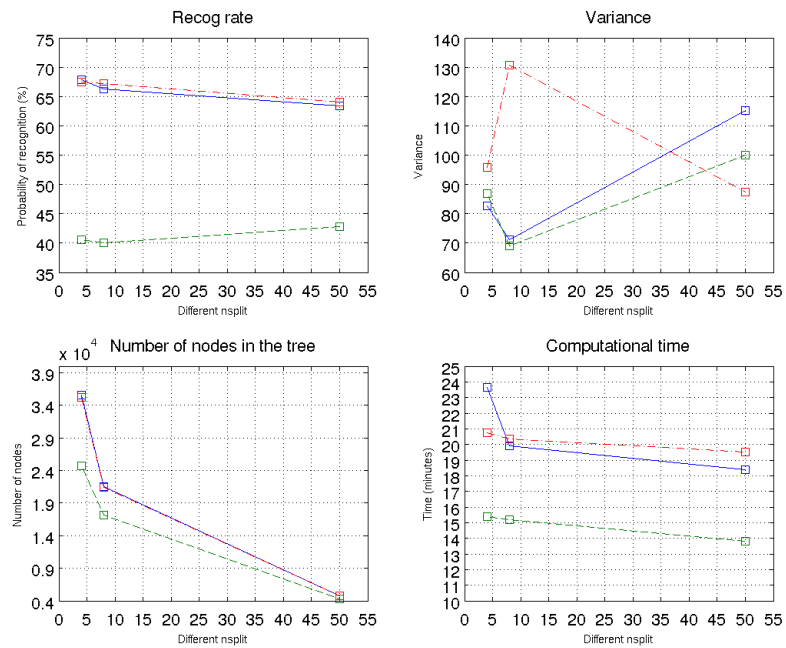 Recog rate
Probability of recognition (%)
75
70
65
60
55
50
45
40
35
0 5 10 15 20 25 30 35 40 45 50 55
Different nsplit
Variance
Variance
140
130
120
110
100
90
80
70
60
0 5 10 15 20 25 30 35 40 45 50 55
Different nsplit
Number of nodes in the tree
x 10^4
Number of nodes
3.9
3.4
2.9
2.4
1.9
1.4
0.9
0.4
0 5 10 15 20 25 30 35 40 45 50 55
Different nsplit
Computational time
Time (minutes)
25
24
23
22
21
20
19
18
17
16
15
14
13
12
11
10
0 5 10 15 20 25 30 35 40 45 50 55
Different nsplit